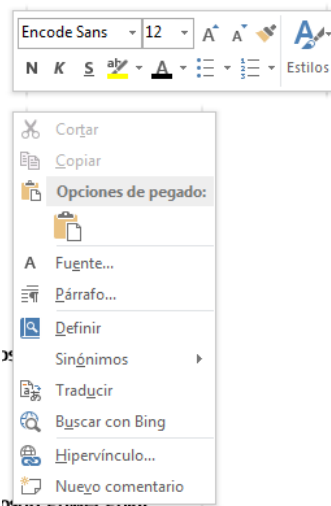 Encode Sans 12 A A A
N K S aby A Estilos
Cortar
Copiar
Opciones de pegado:
A Fuente...
Párrafo...
Definir
Sinónimos
Traducir
Buscar con Bing
Hipervínculo...
Nuevo comentario